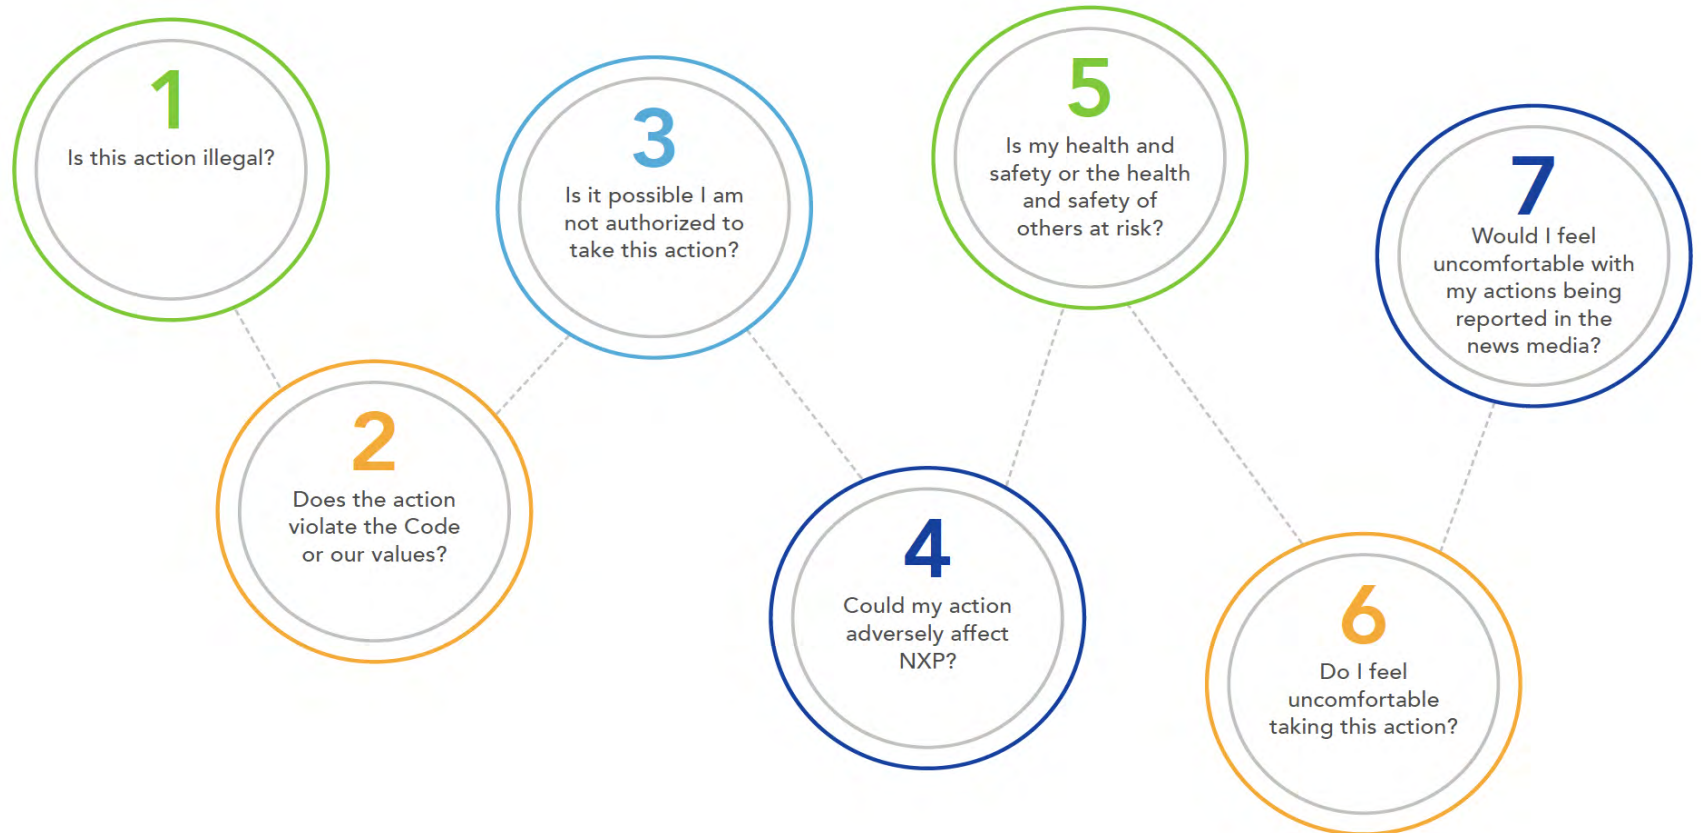 1
Is this action illegal?
2
Does the action
violate the Code
or our values?
3
Is it possible I am
not authorized to
take this action?
4
Could my action
adversely affect
NXP?
5
Is my health and
safety or the health
and safety of
others at risk?
6
Do I feel
uncomfortable
taking this action?
7
Would I feel
uncomfortable with
my actions being
reported in the
news media?